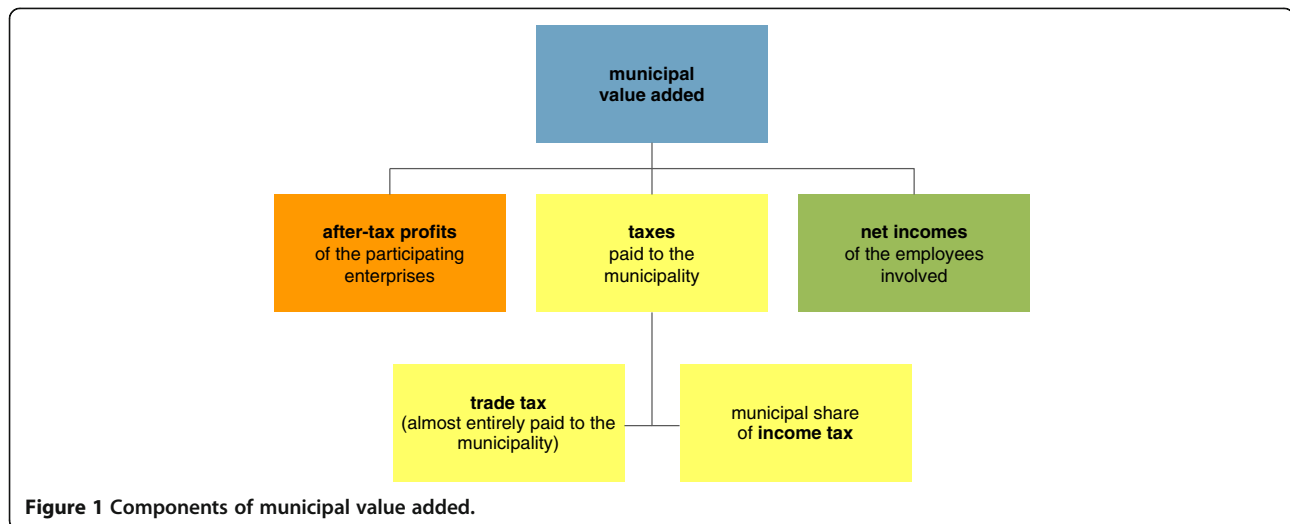 municipal
value added
after-tax profits
of the participating
enterprises
taxes
paid to the
municipality
net incomes
of the employees
involved
trade tax
(almost entirely paid to the
municipality)
municipal share
of income tax
Figure 1 Components of municipal value added.